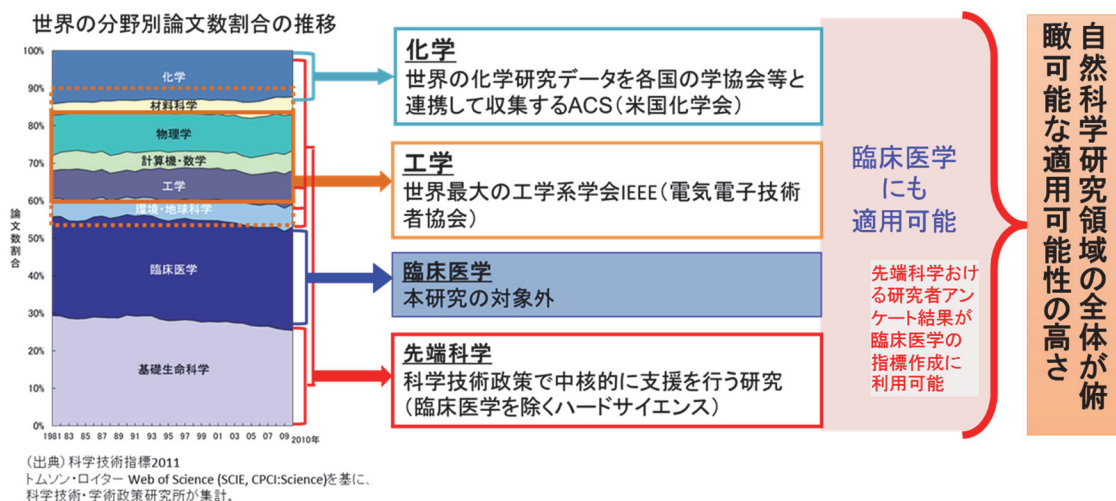 世界の分野別論文数割合の推移
100%
90%
80%
70%
60%
50%
40%
30%
20%
10%
0%
論文数割合
化学
材料科学
物理学
計算機・数学
工学
環境・地球科学
臨床医学
基礎生命科学
1981 83 85 87 89 91 93 95 97 99 01 03 05 07 09 2010年
(出典)科学技術指標2011
トムソン・ロイター Web of Science (SCIE, CPCI:Science)を基に、
科学技術・学術政策研究所が集計。
化学
世界の化学研究データを各国の学協会等と
連携して収集するACS(米国化学会)
工学
世界最大の工学系学会IEEE(電気電子技術
者協会)
臨床医学
本研究の対象外
先端科学
科学技術政策で中核的に支援を行う研究
(臨床医学を除くハードサイエンス)
臨床医学
にも
適用可能
先端科学おけ
る研究者アン
ケート結果が
臨床医学の
指標作成に
利用可能
自然科学研究領域の全体が俯
瞰可能な適用可能性の高さ